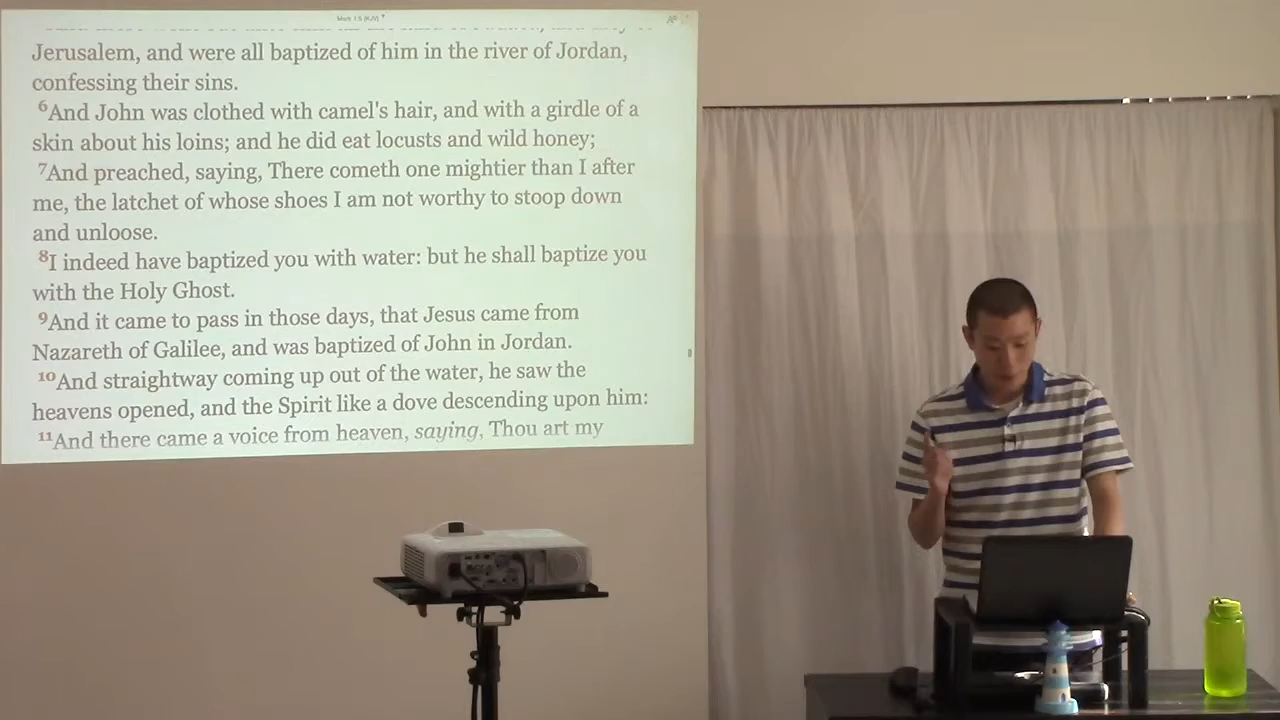 Mark 1:5 (KJV)
Jerusalem, and were all baptized of him in the river of Jordan,
confessing their sins.
6And John was clothed with camel's hair, and with a girdle of a
skin about his loins; and he did eat locusts and wild honey;
7And preached, saying, There cometh one mightier than I after
me, the latchet of whose shoes I am not worthy to stoop down
and unloose.
8I indeed have baptized you with water: but he shall baptize you
with the Holy Ghost.
9And it came to pass in those days, that Jesus came from
Nazareth of Galilee, and was baptized of John in Jordan.
10And straightway coming up out of the water, he saw the
heavens opened, and the Spirit like a dove descending upon him:
11And there came a voice from heaven, saying, Thou art my